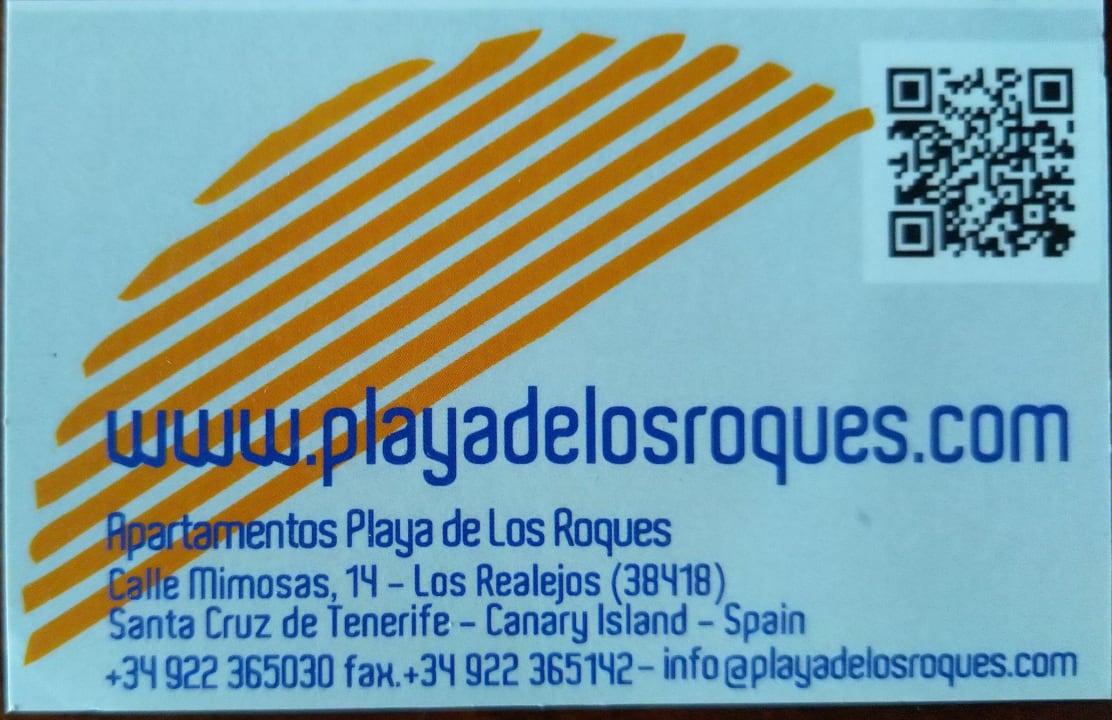 www.playadelosroques.com
Apartamentos Playa de Los Roques
Calle Mimosas, 14 – Los Realejos (38418)
Santa Cruz de Tenerife – Canary Island – Spain
+34 922 365030 fax.+34 922 365142– info@playadelosroques.com